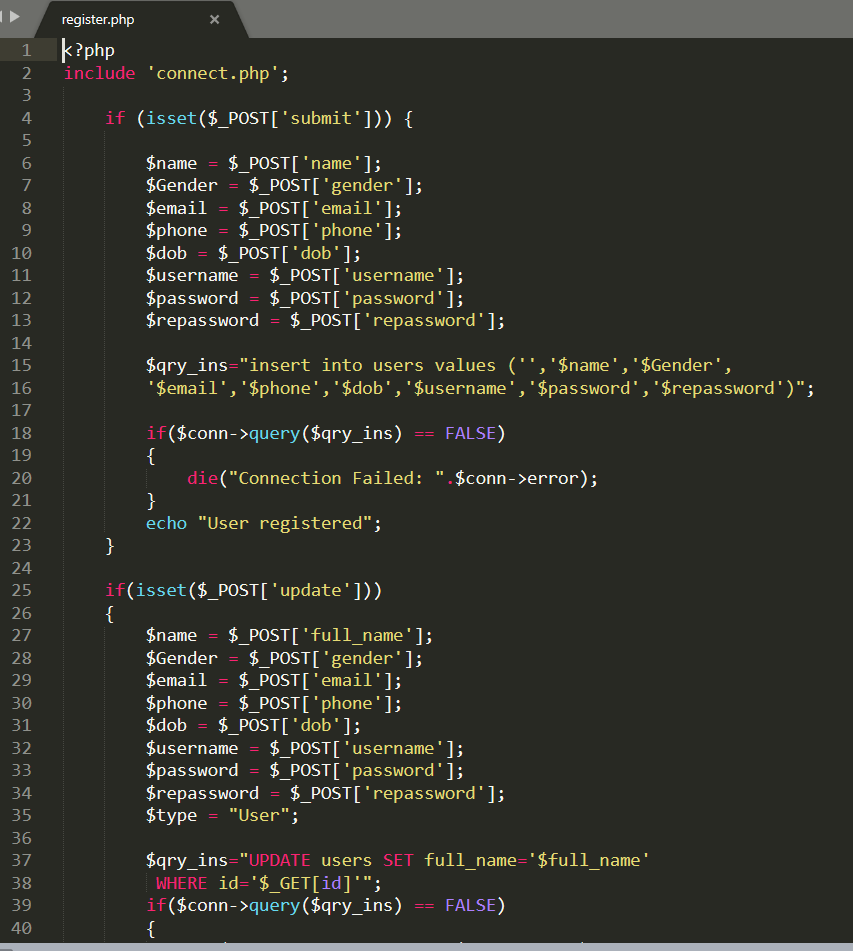 register.php ×
1 <?php
2 include 'connect.php';
3
4 if (isset($_POST['submit'])) {
5
6 $name = $_POST['name'];
7 $Gender = $_POST['gender'];
8 $email = $_POST['email'];
9 $phone = $_POST['phone'];
10 $dob = $_POST['dob'];
11 $username = $_POST['username'];
12 $password = $_POST['password'];
13 $repassword = $_POST['repassword'];
14
15 $qry_ins="insert into users values ('','$name','$Gender',
16 '$email','$phone','$dob','$username','$password','$repassword')";
17
18 if($conn->query($qry_ins) == FALSE)
19 {
20 die("Connection Failed: ".$conn->error);
21 }
22 echo "User registered";
23 }
24
25 if(isset($_POST['update']))
26 {
27 $name = $_POST['full_name'];
28 $Gender = $_POST['gender'];
29 $email = $_POST['email'];
30 $phone = $_POST['phone'];
31 $dob = $_POST['dob'];
32 $username = $_POST['username'];
33 $password = $_POST['password'];
34 $repassword = $_POST['repassword'];
35 $type = "User";
36
37 $qry_ins="UPDATE users SET full_name='$full_name'
38 WHERE id='$_GET[id]'";
39 if($conn->query($qry_ins) == FALSE)
40 {